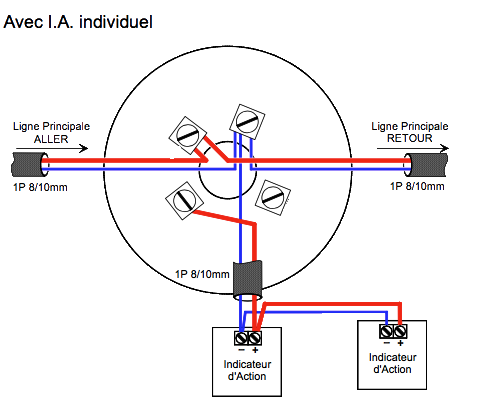 Avec I.A. individuel
Ligne Principale
ALLER
1P 8/10mm
Ligne Principale
RETOUR
1P 8/10mm
1P 8/10mm
– +
Indicateur
d'Action
– +
Indicateur
d'Action